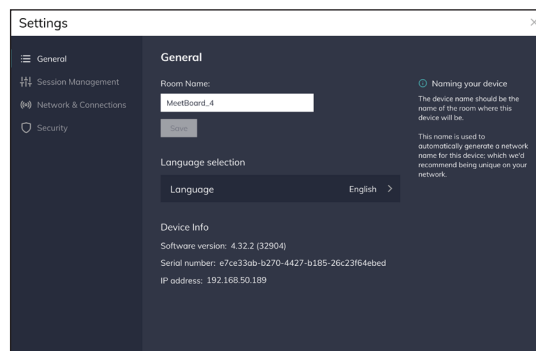 Settings
General
Session Management
Network & Connections
Security
General
Room Name:
MeetBoard_4
Save
Language selection
Language English
Device Info
Software version: 4.32.2 (32904)
Serial number: e7ce33ab-b270-4427-b185-26c23f64ebed
IP address: 192.168.50.189
Naming your device
The device name should be the
name of the room where this
device will be.
This name is used to
automatically generate a network
name for this device; which we'd
recommend being unique on your
network.